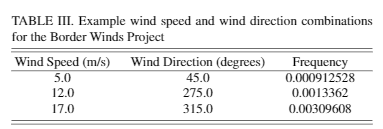 TABLE III. Example wind speed and wind direction combinations
for the Border Winds Project
Wind Speed (m/s) Wind Direction (degrees) Frequency
5.0 45.0 0.000912528
12.0 275.0 0.0013362
17.0 315.0 0.00309608